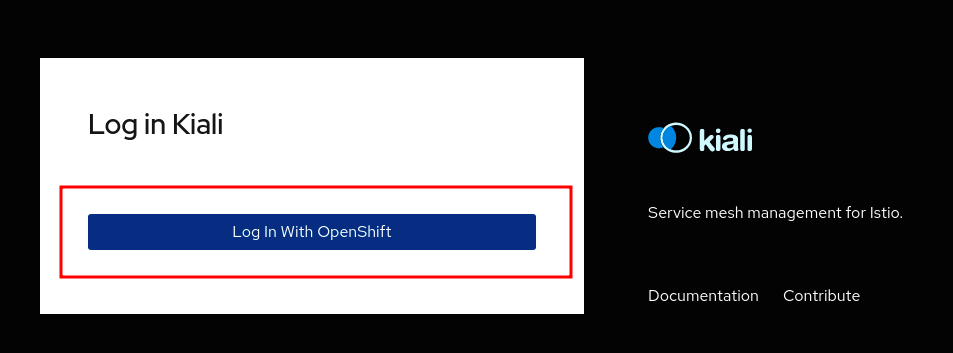 Log in Kiali
Log In With OpenShift
kiali
Service mesh management for Istio.
Documentation Contribute